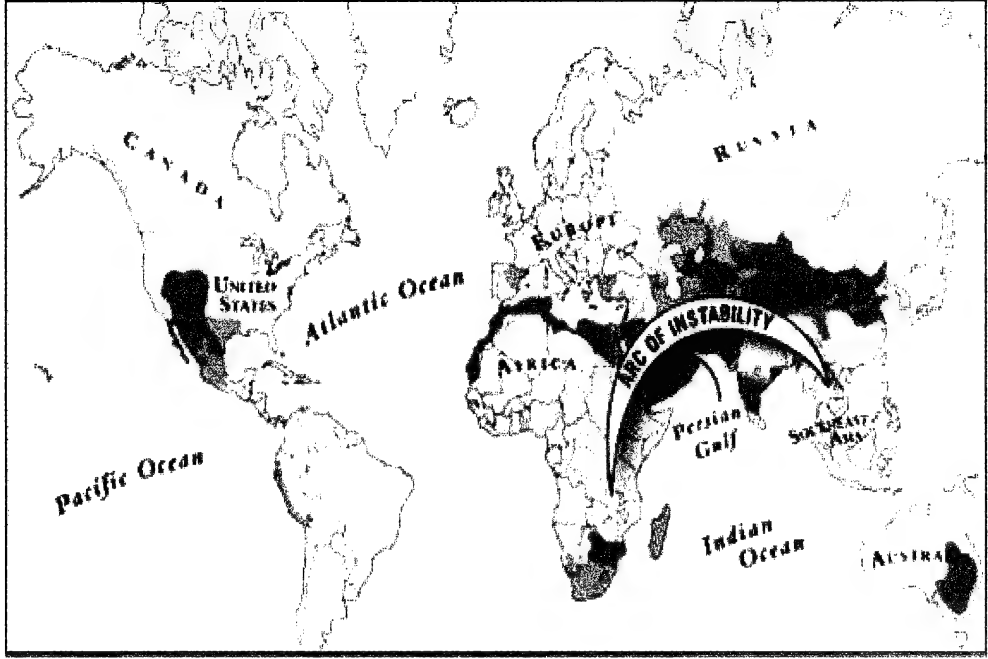 CANADA
RUSSIA
EUROPE
UNITED
STATES
Atlantic Ocean
ARC OF INSTABILITY
AFRICA
Persian
Gulf
SOUTHEAST
ASIA
Pacific Ocean
Indian
Ocean
AUSTRA